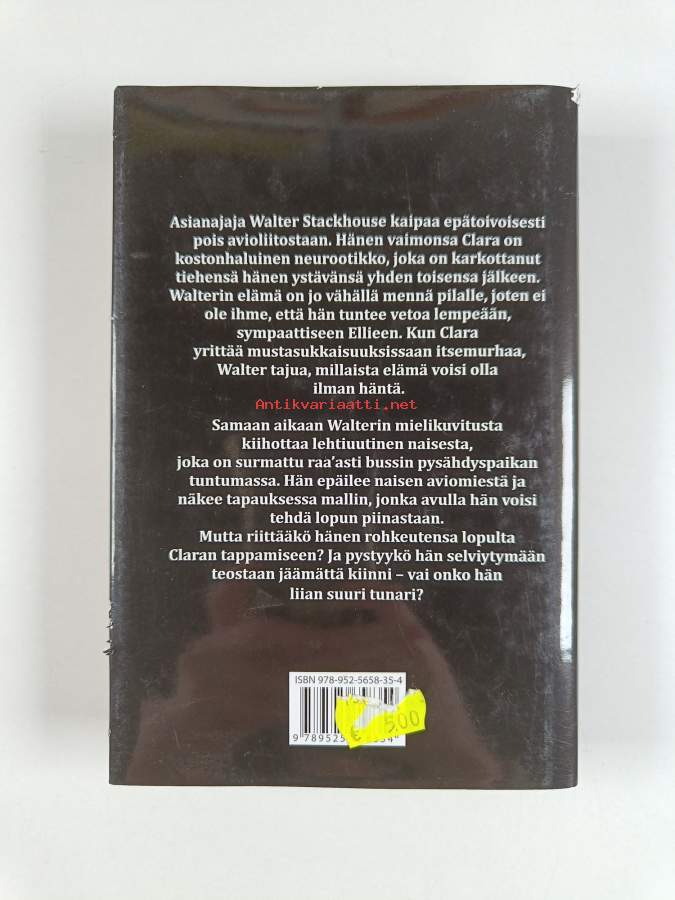 Asianajaja Walter Stackhouse kaipaa epätoivoisesti
pois avioliitostaan. Hänen vaimonsa Clara on
kostonhaluinen neurootikko, joka on karkottanut
tiehensä hänen ystävänsä yhden toisensa jälkeen.
Walterin elämä on jo vähällä mennä pilalle, joten ei
ole ihme, että hän tuntee vetoa lempeään,
sympaattiseen Ellieen. Kun Clara
yrittää mustasukkaisuuksissaan itsemurhaa,
Walter tajua, millaista elämä voisi olla
ilman häntä.
Antikvariaatti.net
Samaan aikaan Walterin mielikuvitusta
kiihottaa lehtiuutinen naisesta,
joka on surmattu raa'asti bussin pysähdyspaikan
tuntumassa. Hän epäilee naisen aviomiestä ja
näkee tapauksessa mallin, jonka avulla hän voisi
tehdä lopun piinastaan.
Mutta riittääkö hänen rohkeutensa lopulta
Claran tappamiseen? Ja pystyykö hän selviytymään
teostaan jäämättä kiinni – vai onko hän
liian suuri tunari?
ISBN 978-952-5658-35-4
€ 5,00
9 78952